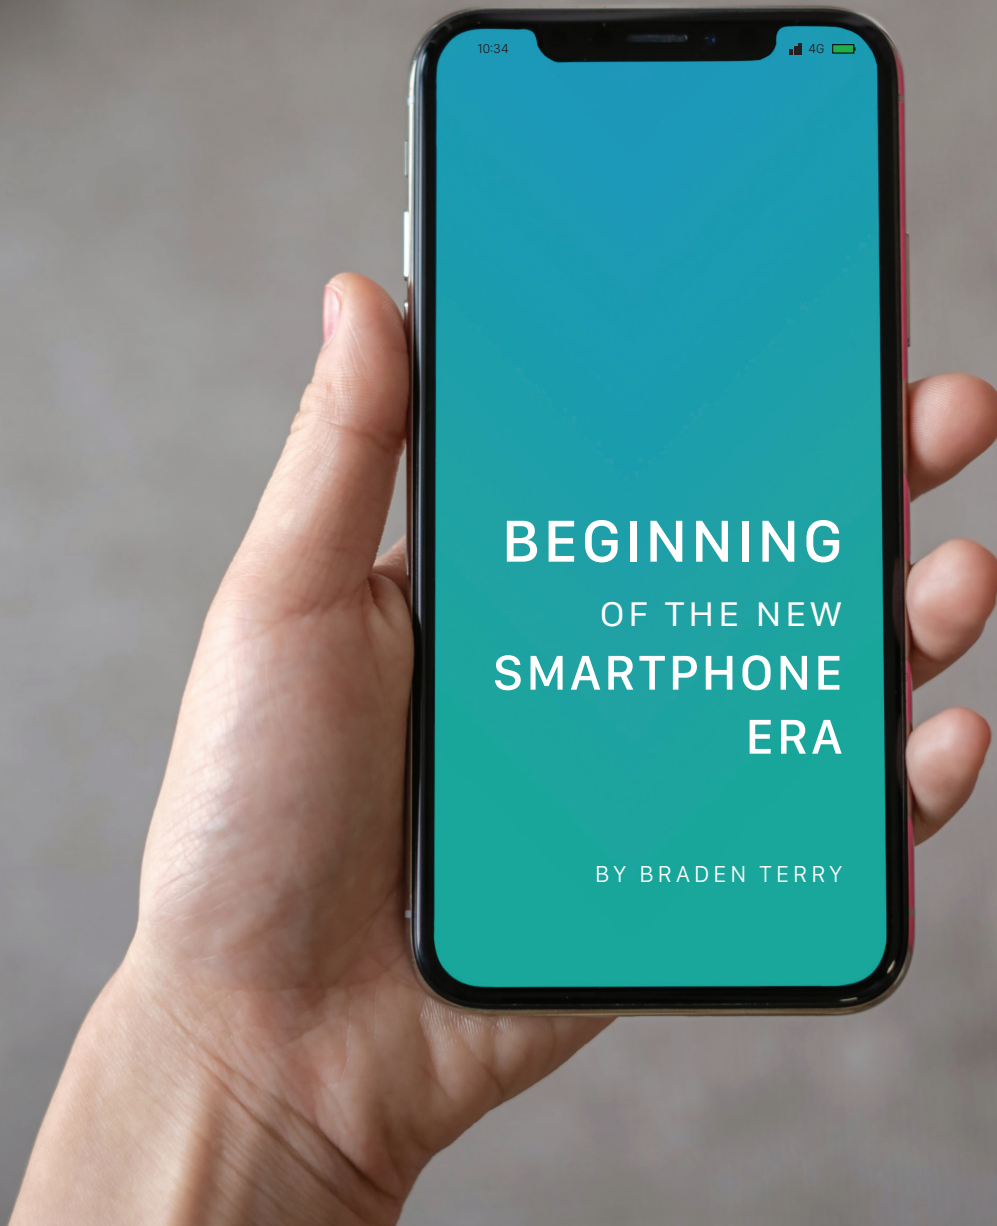 10:34 4G
BEGINNING
OF THE NEW
SMARTPHONE
ERA
BY BRADEN TERRY